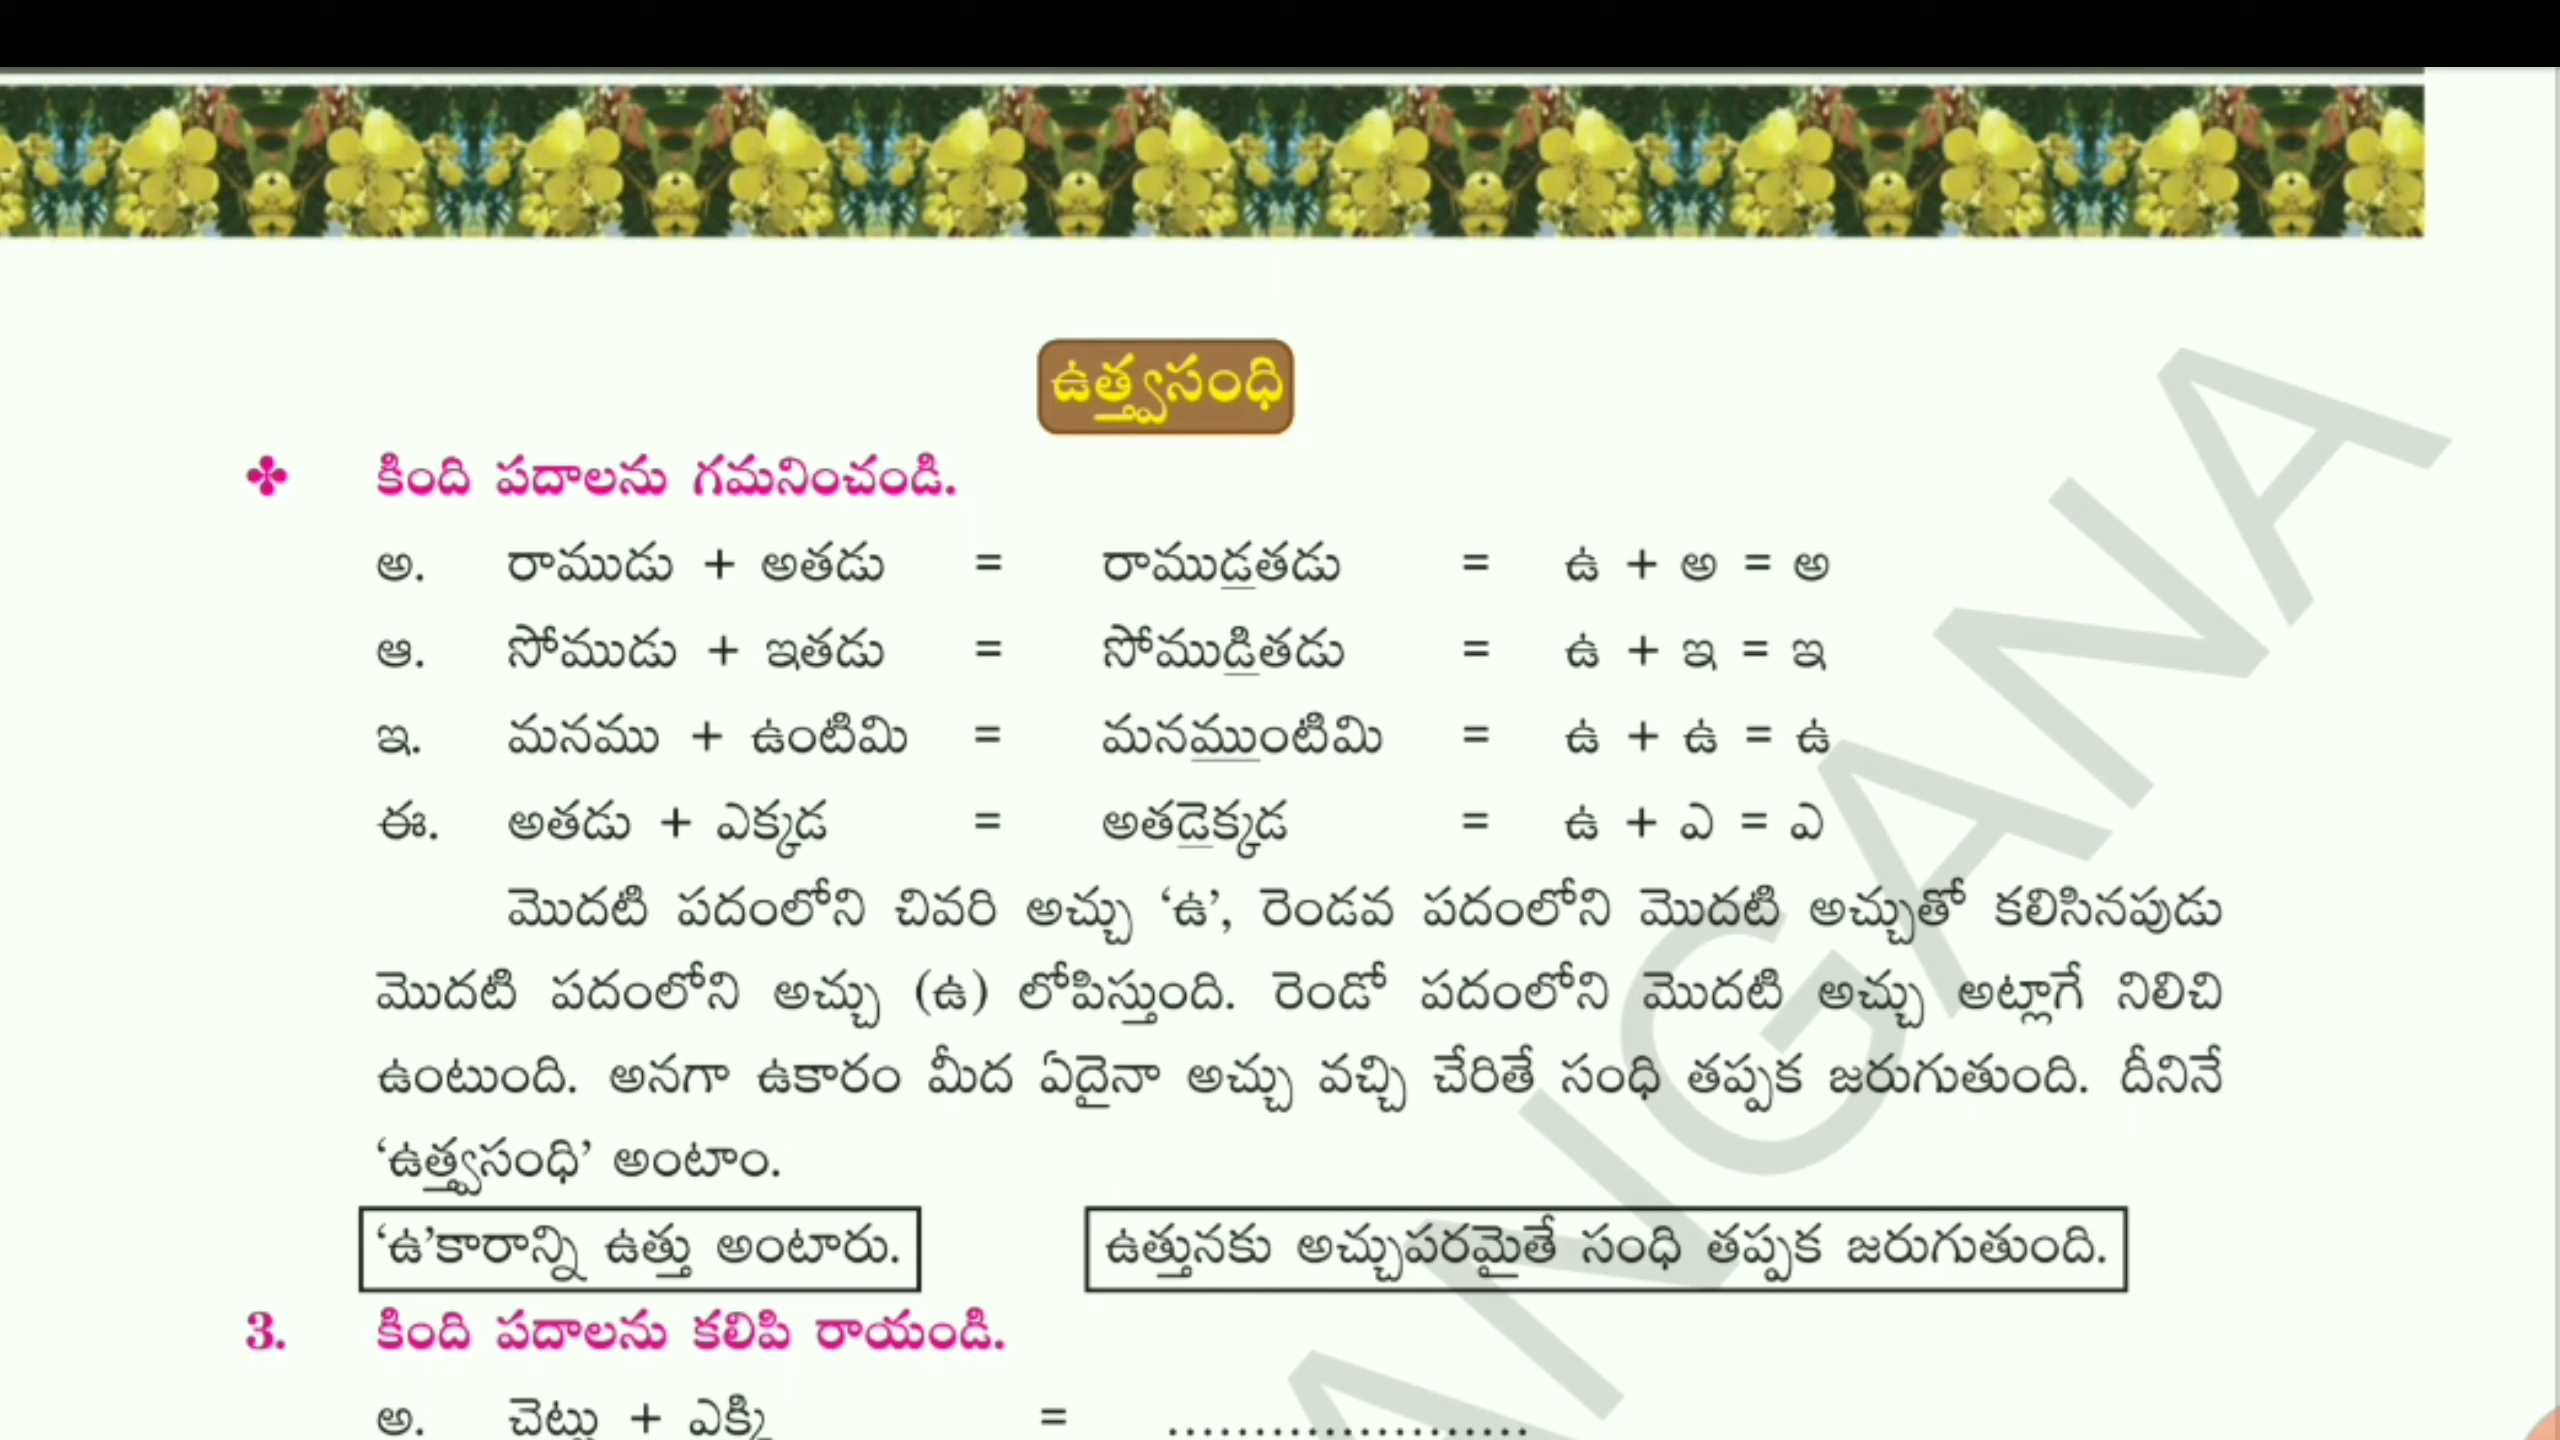 ఉత్త్వసంధి
❖ కింది పదాలను గమనించండి.
అ. రాముడు + అతడు = రాముడతడు = ఉ + అ = అ
ఆ. సోముడు + ఇతడు = సోముడితడు = ఉ + ఇ = ఇ
ఇ. మనము + ఉంటిమి = మనముంటిమి = ఉ + ఉ = ఉ
ఈ. అతడు + ఎక్కడ = అతడెక్కడ = ఉ + ఎ = ఎ
మొదటి పదంలోని చివరి అచ్చు ‘ఉ’, రెండవ పదంలోని మొదటి అచ్చుతో కలిసినపుడు
మొదటి పదంలోని అచ్చు (ఉ) లోపిస్తుంది. రెండో పదంలోని మొదటి అచ్చు అట్లాగే నిలిచి
ఉంటుంది. అనగా ఉకారం మీద ఏదైనా అచ్చు వచ్చి చేరితే సంధి తప్పక జరుగుతుంది. దీనినే
‘ఉత్త్వసంధి’ అంటాం.
‘ఉ’కారాన్ని ఉత్తు అంటారు. ఉత్తునకు అచ్చుపరమైతే సంధి తప్పక జరుగుతుంది.
3. కింది పదాలను కలిపి రాయండి.
అ. చెట్టు + ఎక్కి = ......................
ANGANA